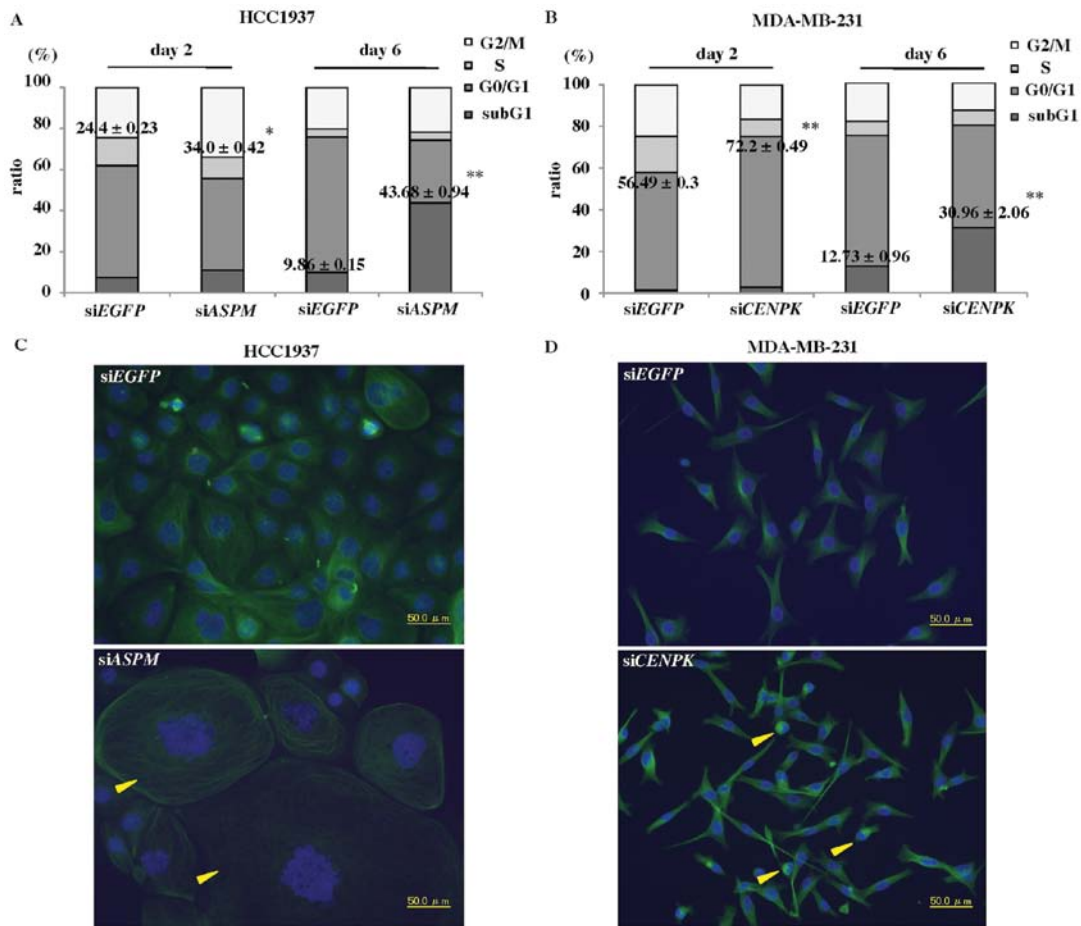 A
HCC1937
(%)
day 2
day 6
G2/M
S
G0/G1
subG1
100
80
60
40
20
0
ratio
24.4 ± 0.23
34.0 ± 0.42
*
9.86 ± 0.15
43.68 ± 0.94
**
siEGFP
siASPM
siEGFP
siASPM
B
MDA-MB-231
(%)
day 2
day 6
G2/M
S
G0/G1
subG1
100
80
60
40
20
0
ratio
56.49 ± 0.3
72.2 ± 0.49
**
12.73 ± 0.96
30.96 ± 2.06
**
siEGFP
siCENPK
siEGFP
siCENPK
C
HCC1937
siEGFP
50.0 μm
siASPM
50.0 μm
D
MDA-MB-231
siEGFP
50.0 μm
siCENPK
50.0 μm